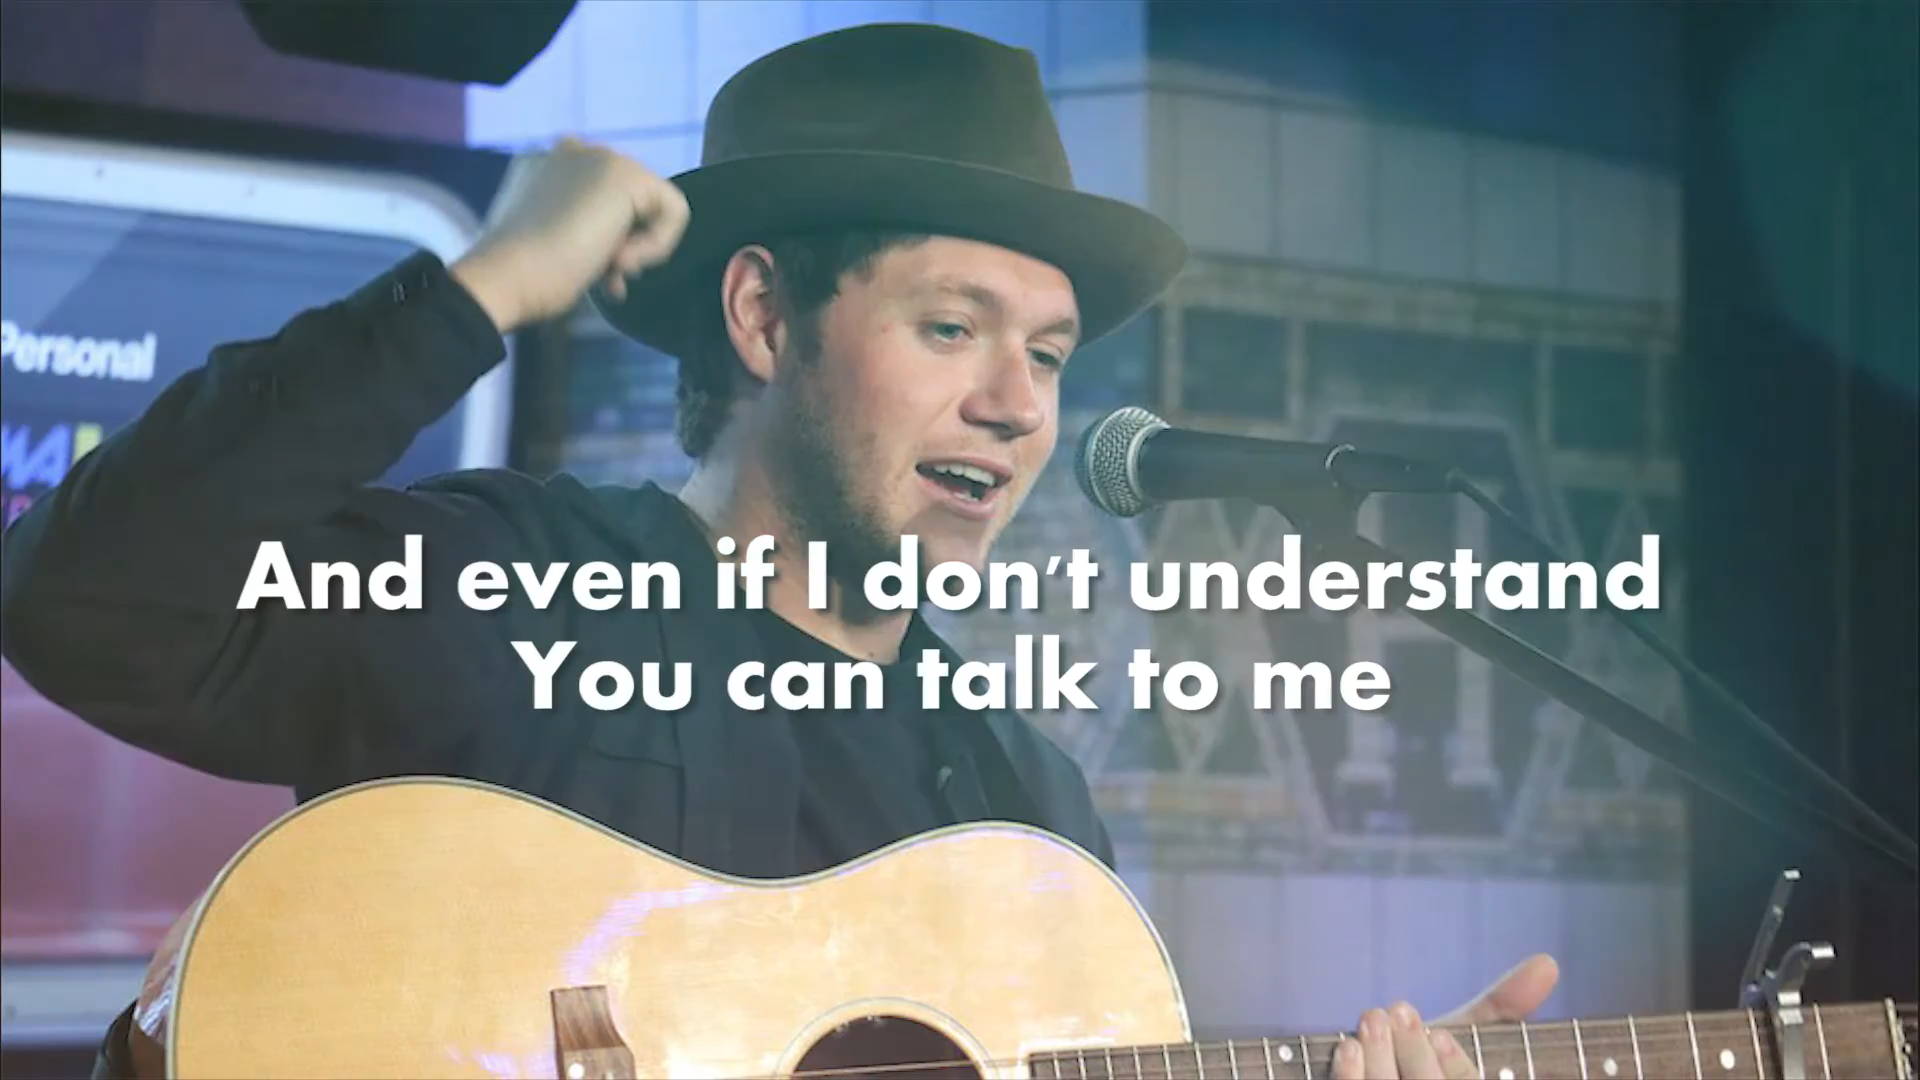 Personal
And even if I don't understand
You can talk to me